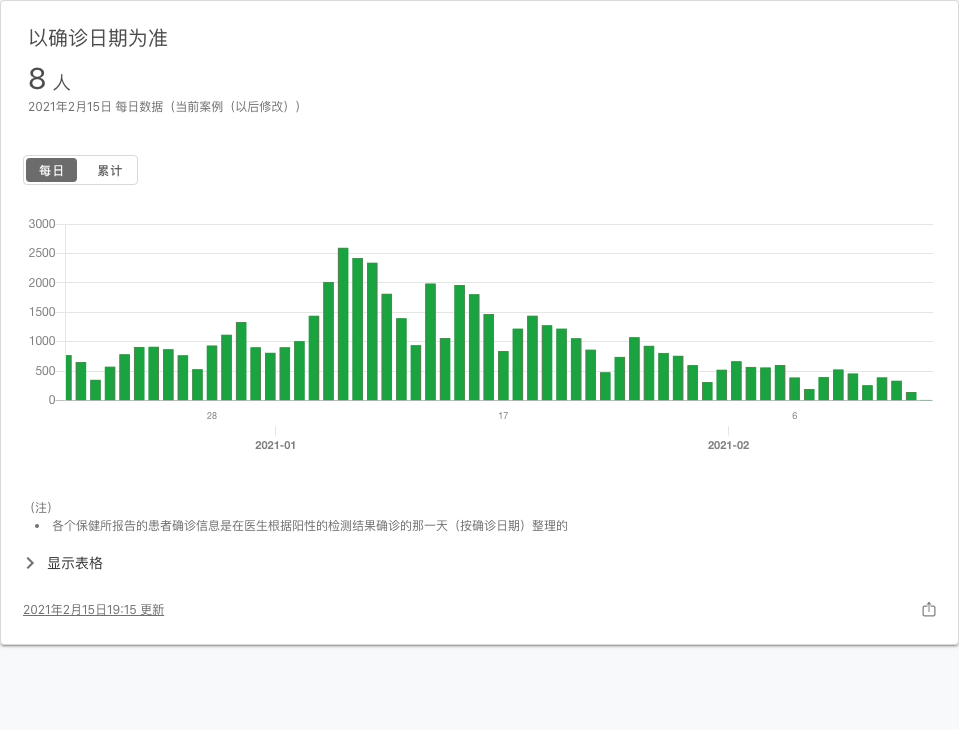 以确诊日期为准
8 人
2021年2月15日 每日数据（当前案例（以后修改））
每日 累计
3000
2500
2000
1500
1000
500
0
28 17 6
2021-01 2021-02
（注）
• 各个保健所报告的患者确诊信息是在医生根据阳性的检测结果确诊的那一天（按确诊日期）整理的
显示表格
2021年2月15日19:15 更新